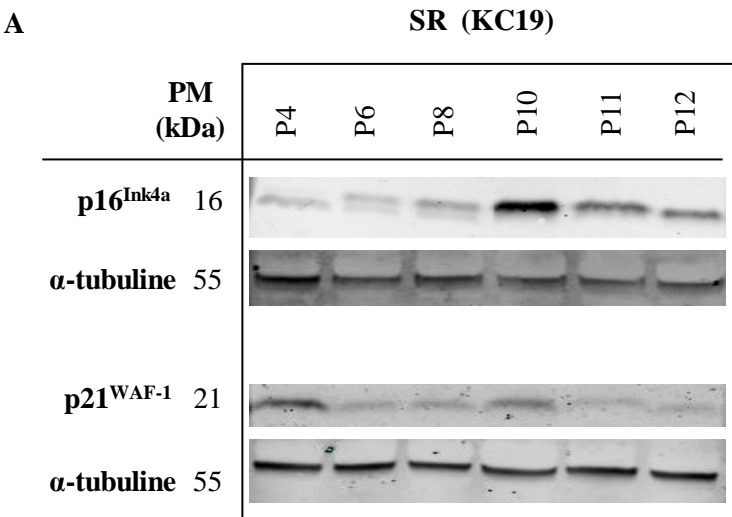 A
SR (KC19)
PM
(kDa)
P4 P6 P8 P10 P11 P12
p16Ink4a 16
α-tubuline 55
p21WAF-1 21
α-tubuline 55